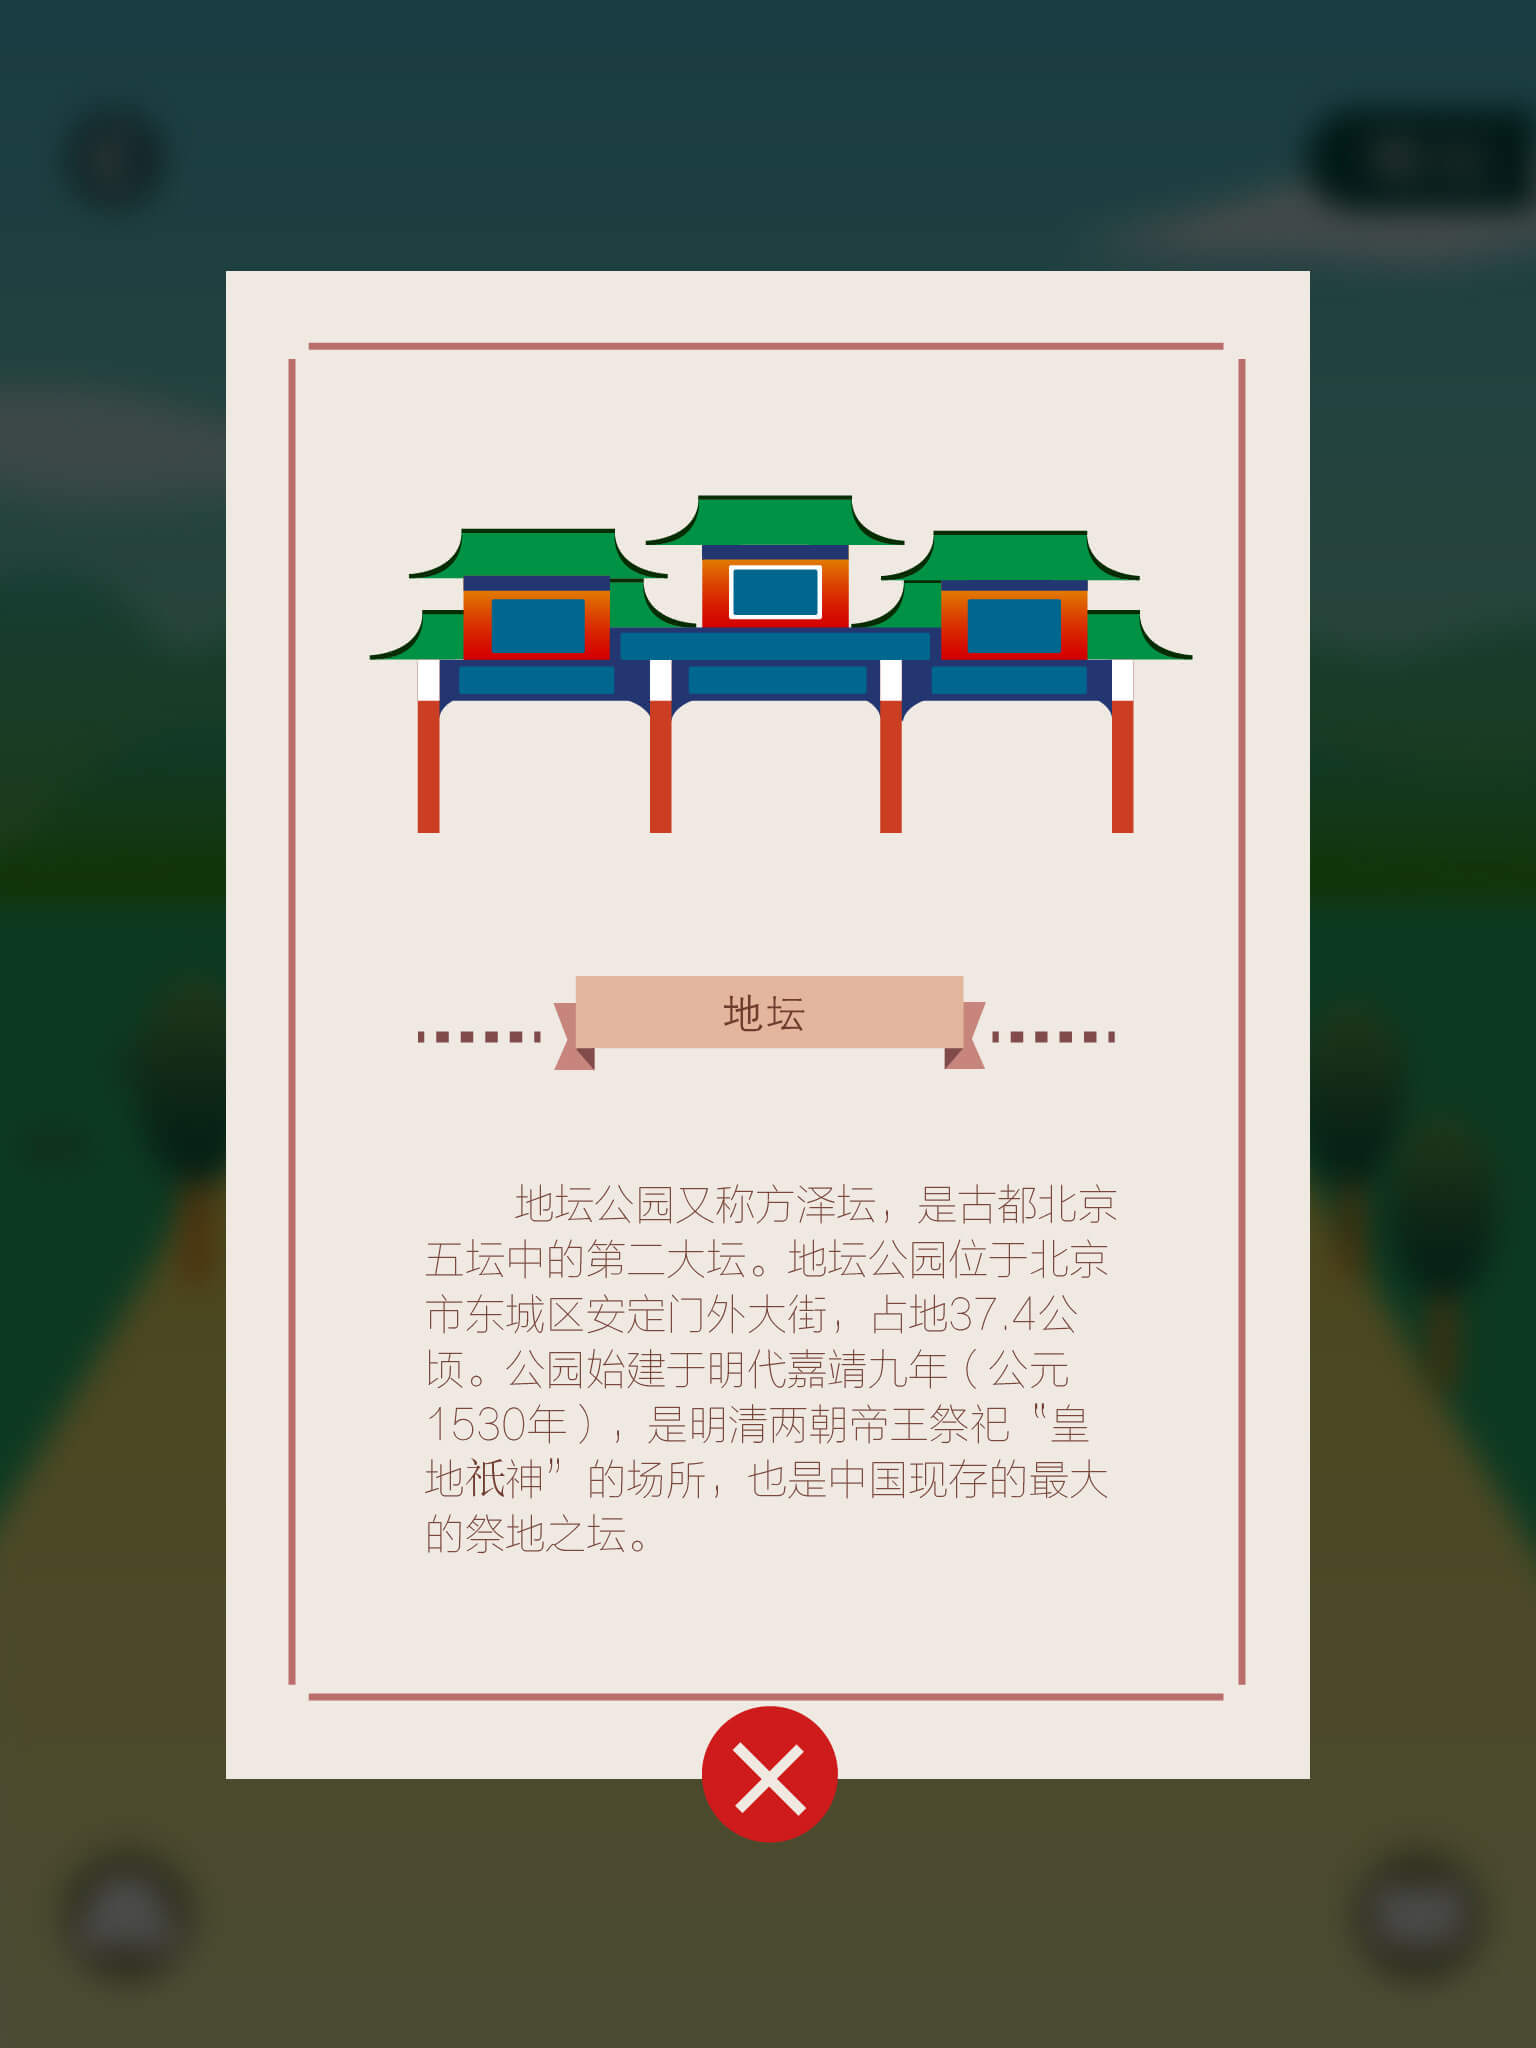 地坛
地坛公园又称方泽坛，是古都北京
五坛中的第二大坛。地坛公园位于北京
市东城区安定门外大街，占地37.4公
顷。公园始建于明代嘉靖九年（公元
1530年），是明清两朝帝王祭祀“皇
地祇神”的场所，也是中国现存的最大
的祭地之坛。